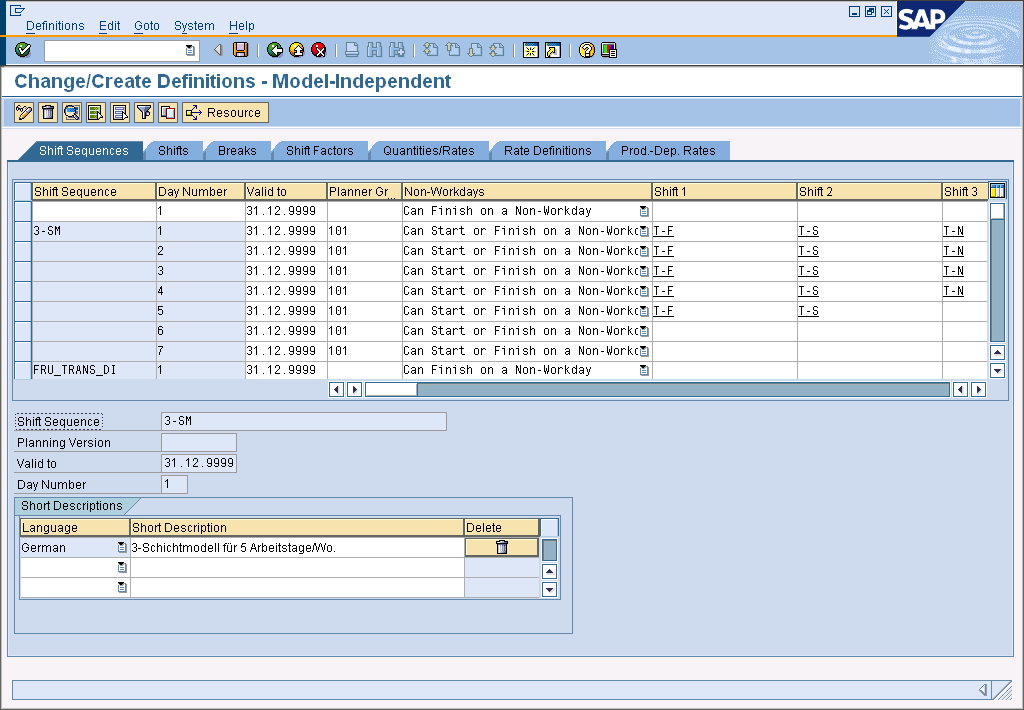 Definitions Edit Goto System Help
SAP
Change/Create Definitions - Model-Independent
Resource
Shift Sequences Shifts Breaks Shift Factors Quantities/Rates Rate Definitions Prod.-Dep. Rates
Shift Sequence Day Number Valid to Planner Gr... Non-Workdays Shift 1 Shift 2 Shift 3
1 31.12.9999 Can Finish on a Non-Workday
3-SM 1 31.12.9999 101 Can Start or Finish on a Non-Workc T-F T-S T-N
2 31.12.9999 101 Can Start or Finish on a Non-Workc T-F T-S T-N
3 31.12.9999 101 Can Start or Finish on a Non-Workc T-F T-S T-N
4 31.12.9999 101 Can Start or Finish on a Non-Workc T-F T-S T-N
5 31.12.9999 101 Can Start or Finish on a Non-Workc T-F T-S
6 31.12.9999 101 Can Start or Finish on a Non-Workc
7 31.12.9999 101 Can Start or Finish on a Non-Workc
FRU_TRANS_DI 1 31.12.9999 Can Finish on a Non-Workday
Shift Sequence 3-SM
Planning Version
Valid to 31.12.9999
Day Number 1
Short Descriptions
Language Short Description Delete
German 3-Schichtmodell für 5 Arbeitstage/Wo.